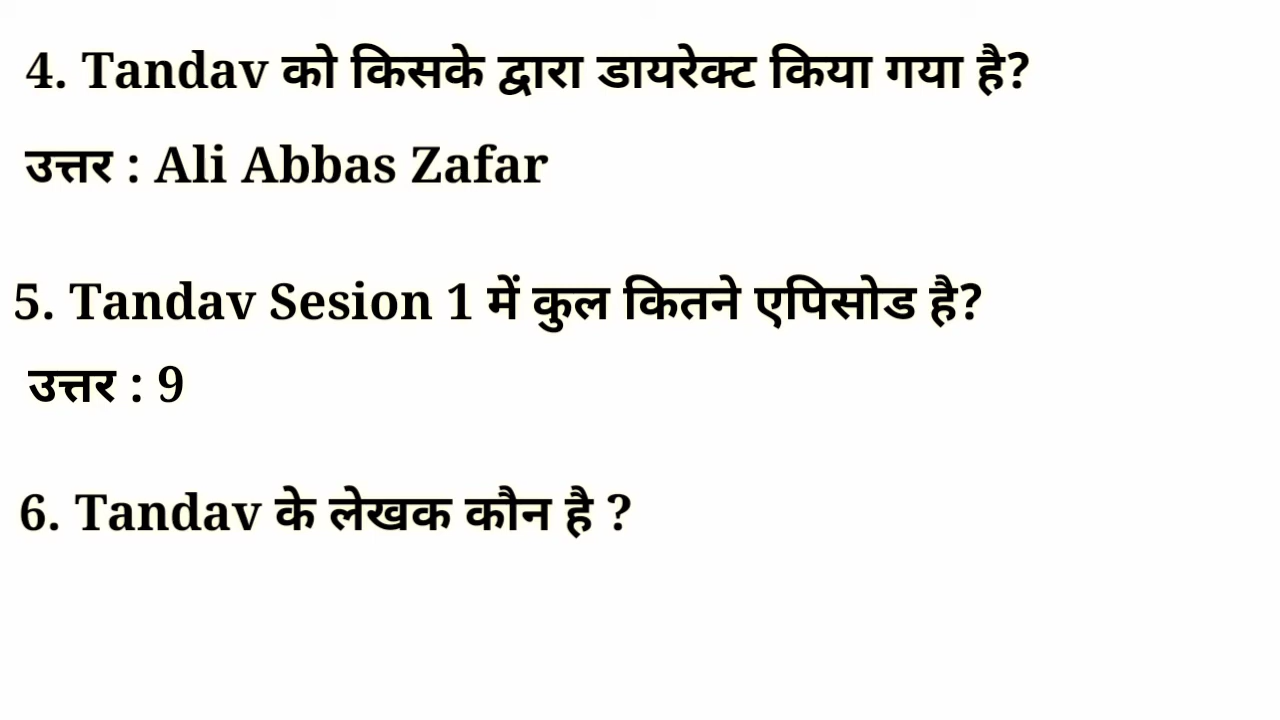 4. Tandav को किसके द्वारा डायरेक्ट किया गया है?
उत्तर : Ali Abbas Zafar
5. Tandav Sesion 1 में कुल कितने एपिसोड है?
उत्तर : 9
6. Tandav के लेखक कौन है ?